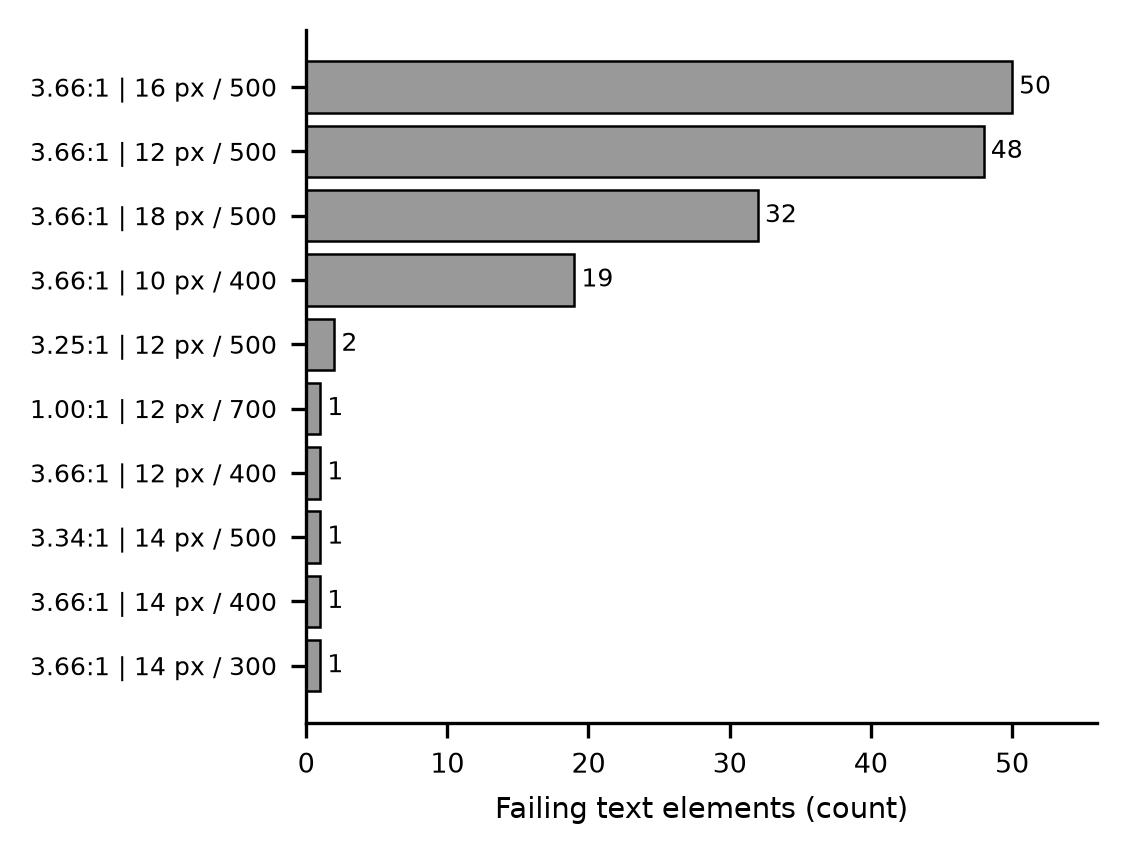 3.66:1 | 16 px / 500 50
3.66:1 | 12 px / 500 48
3.66:1 | 18 px / 500 32
3.66:1 | 10 px / 400 19
3.25:1 | 12 px / 500 2
1.00:1 | 12 px / 700 1
3.66:1 | 12 px / 400 1
3.34:1 | 14 px / 500 1
3.66:1 | 14 px / 400 1
3.66:1 | 14 px / 300 1
0 10 20 30 40 50
Failing text elements (count)